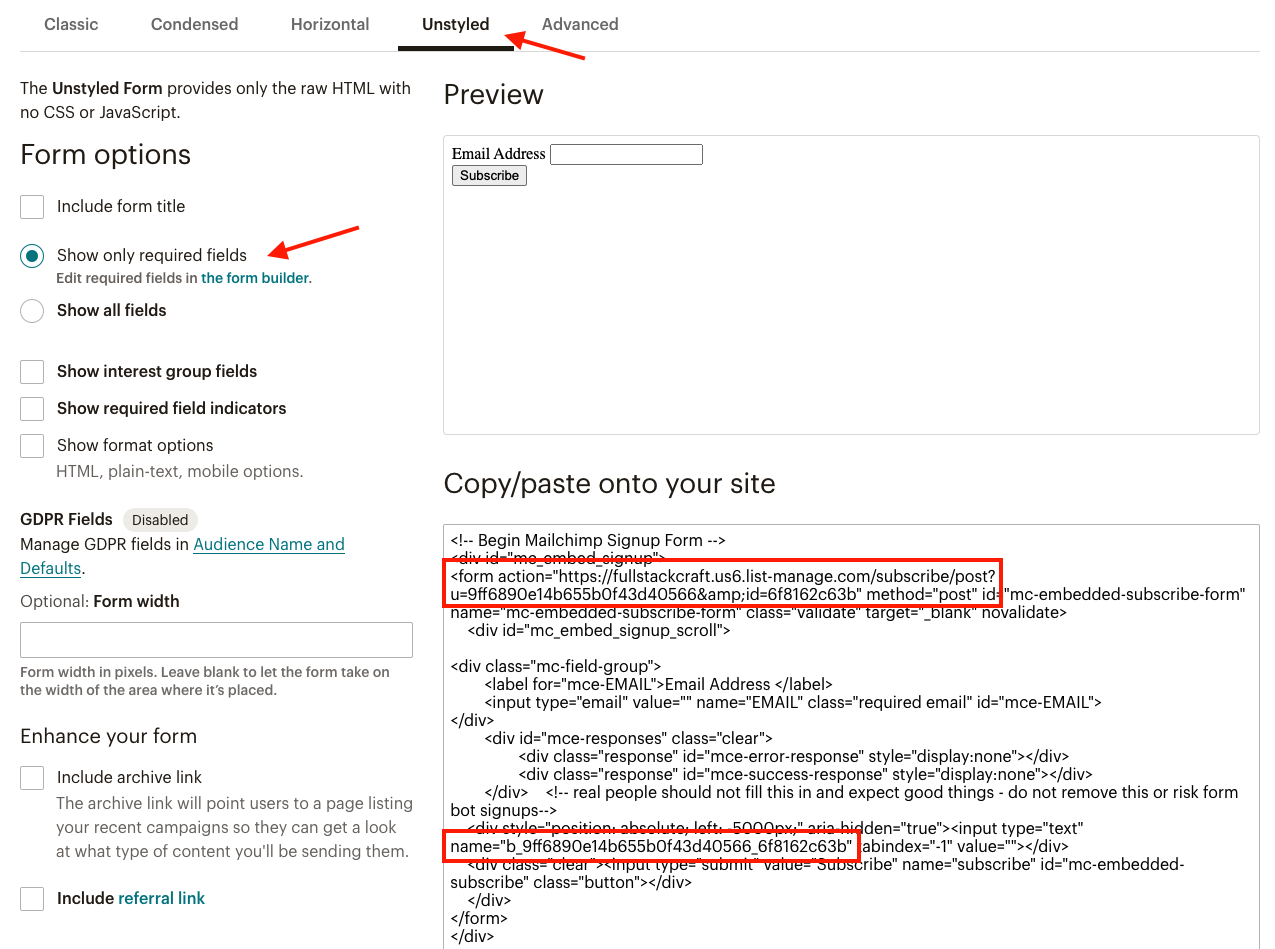 Classic Condensed Horizontal Unstyled Advanced
The Unstyled Form provides only the raw HTML with
no CSS or JavaScript.
Form options
Include form title
Show only required fields
Edit required fields in the form builder.
Show all fields
Show interest group fields
Show required field indicators
Show format options
HTML, plain-text, mobile options.
GDPR Fields Disabled
Manage GDPR fields in Audience Name and
Defaults.
Optional: Form width
Form width in pixels. Leave blank to let the form take on
the width of the area where it’s placed.
Enhance your form
Include archive link
The archive link will point users to a page listing
your recent campaigns so they can get a look
at what type of content you'll be sending them.
Include referral link
Preview
Email Address
Subscribe
Copy/paste onto your site
<!-- Begin Mailchimp Signup Form -->
<div id="mc_embed_signup">
<form action="https://fullstackcraft.us6.list-manage.com/subscribe/post?
u=9ff6890e14b655b0f43d40566&amp;id=6f8162c63b" method="post" id="mc-embedded-subscribe-form"
name="mc-embedded-subscribe-form" class="validate" target="_blank" novalidate>
<div id="mc_embed_signup_scroll">
<div class="mc-field-group">
<label for="mce-EMAIL">Email Address </label>
<input type="email" value="" name="EMAIL" class="required email" id="mce-EMAIL">
</div>
<div id="mce-responses" class="clear">
<div class="response" id="mce-error-response" style="display:none"></div>
<div class="response" id="mce-success-response" style="display:none"></div>
</div> <!-- real people should not fill this in and expect good things - do not remove this or risk form
bot signups-->
<div style="position: absolute; left: -5000px;" aria-hidden="true"><input type="text"
name="b_9ff6890e14b655b0f43d40566_6f8162c63b" tabindex="-1" value=""></div>
<div class="clear"><input type="submit" value="Subscribe" name="subscribe" id="mc-embedded-
subscribe" class="button"></div>
</div>
</form>
</div>